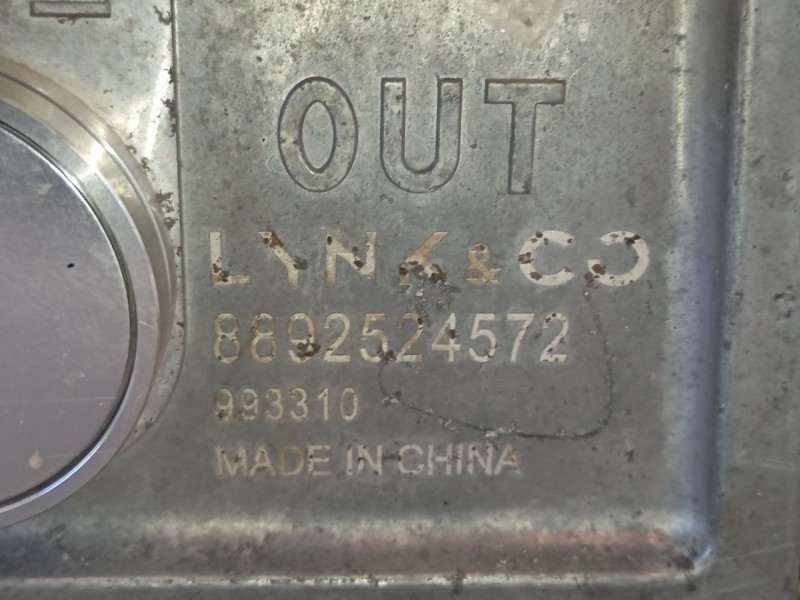 OUT
LYNK & CO
8892524572
993310
MADE IN CHINA